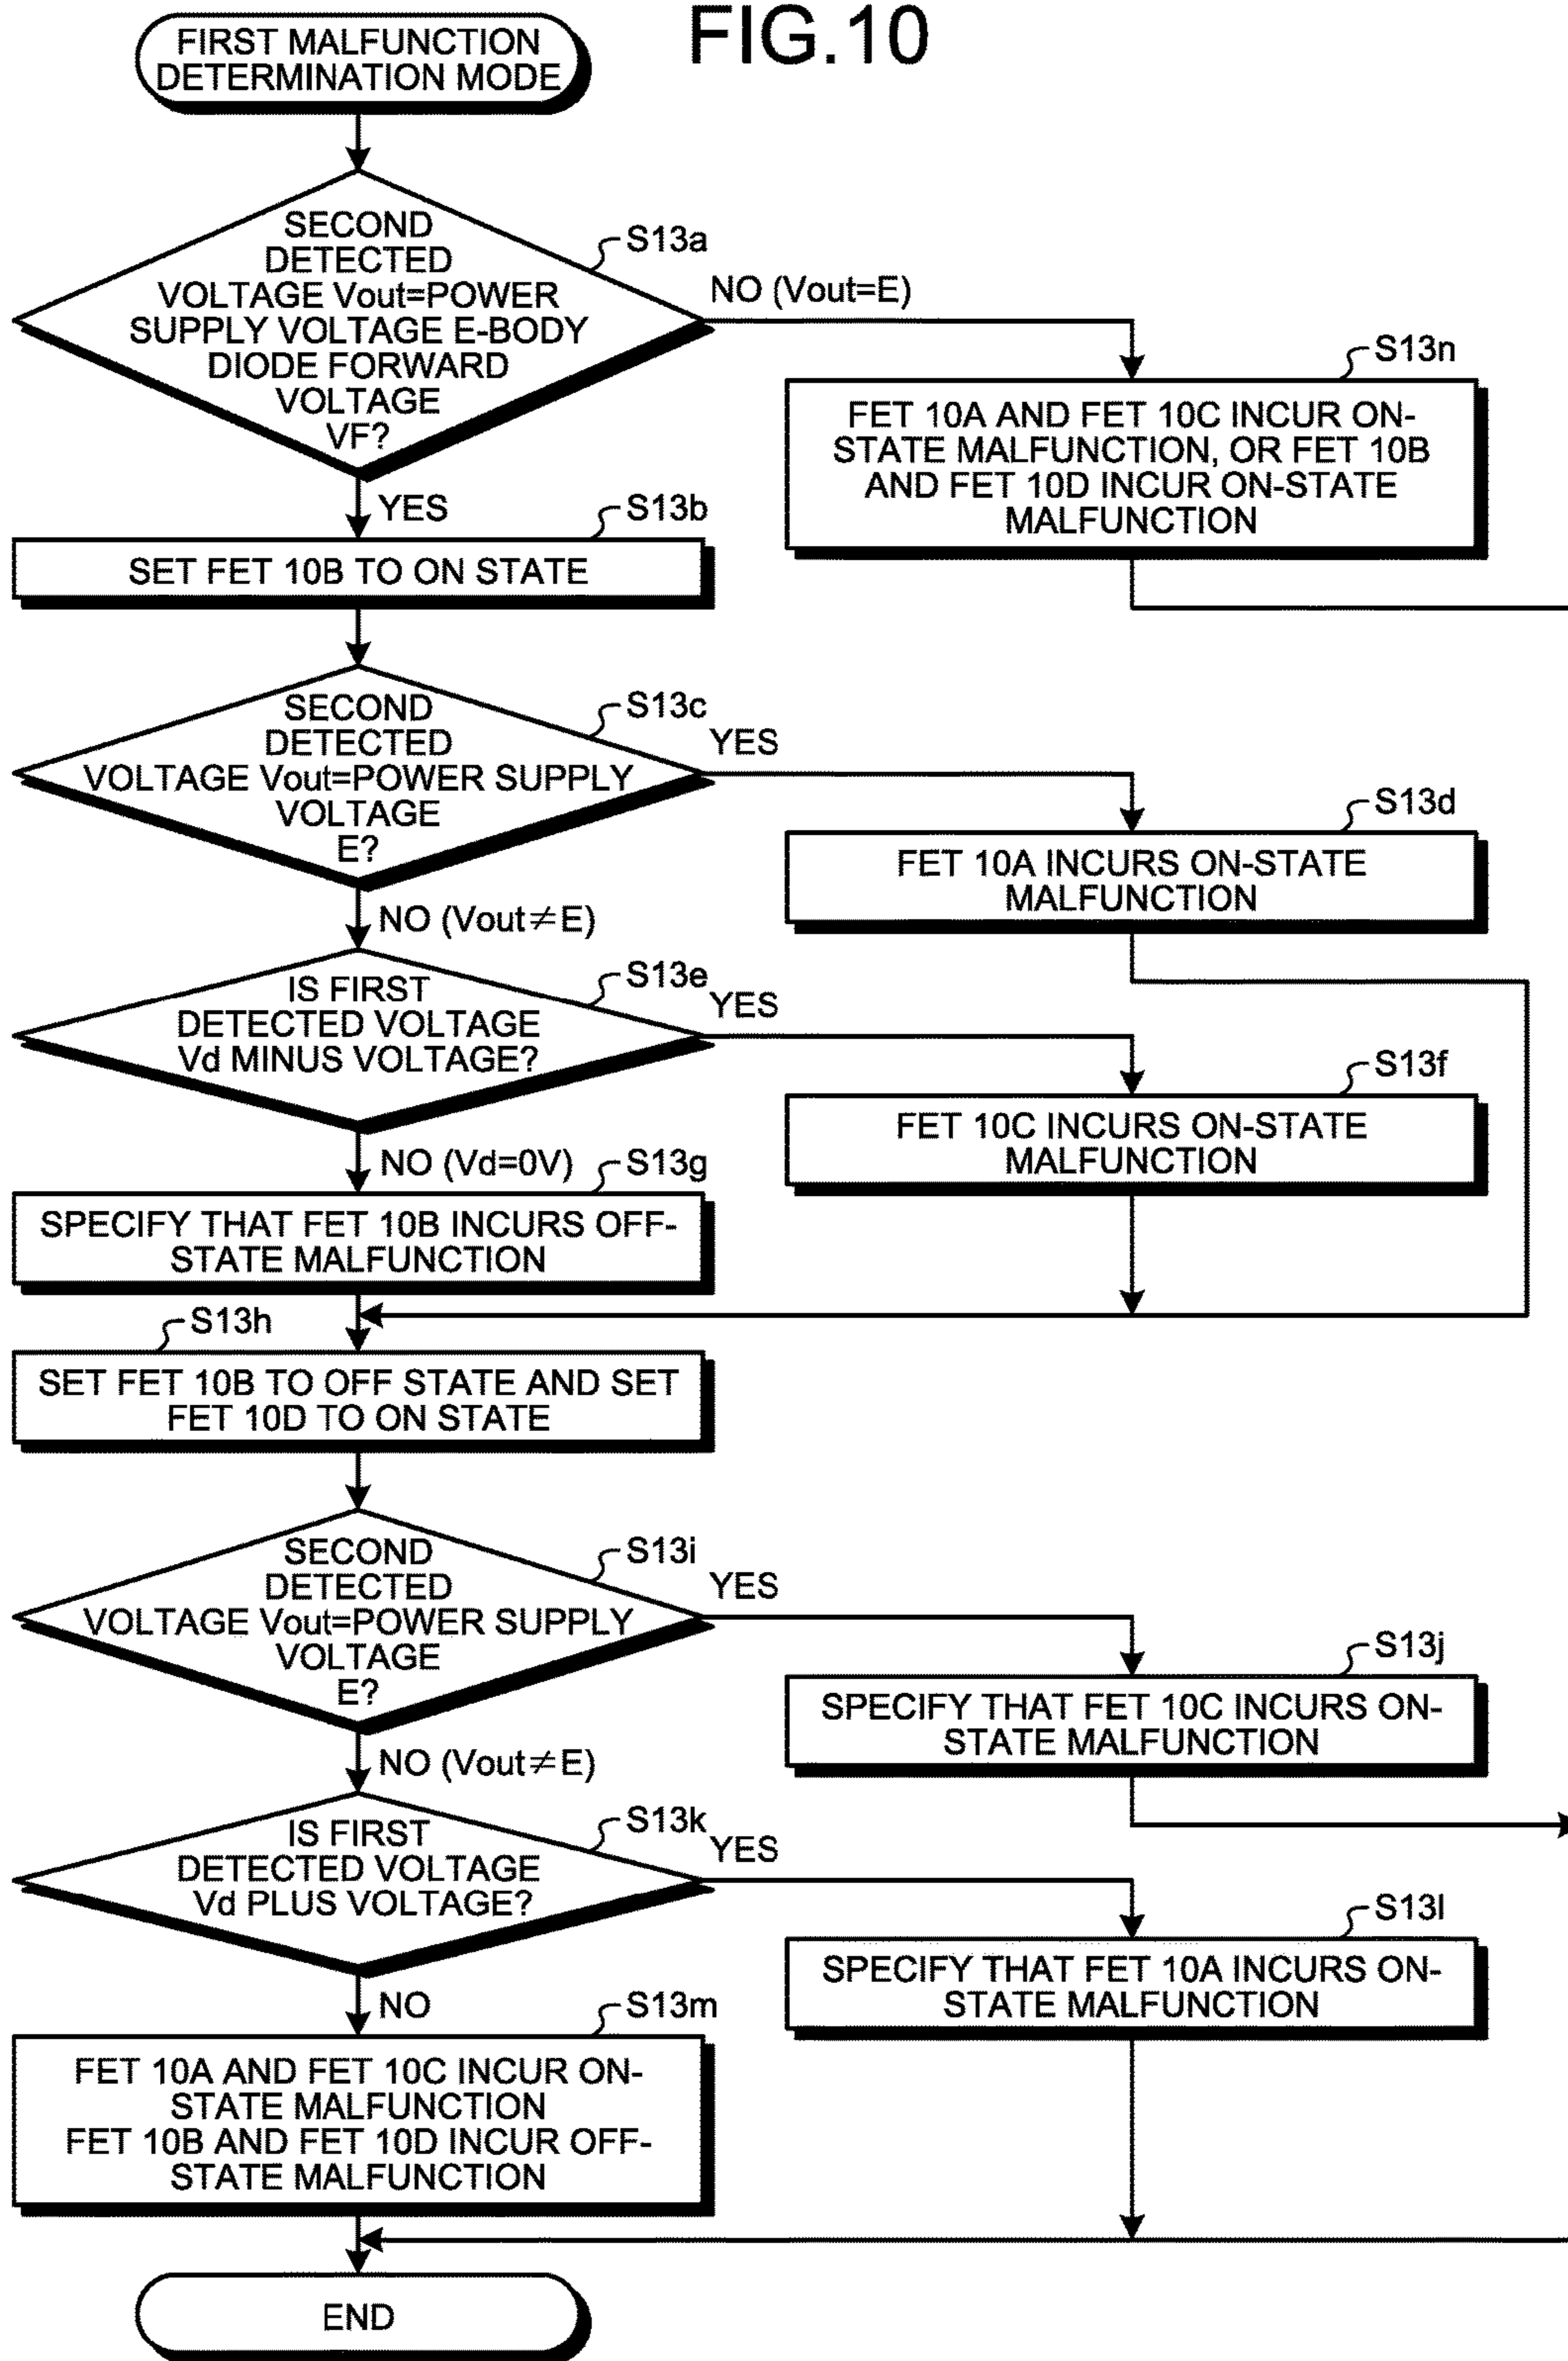 FIG.10
FIRST MALFUNCTION
DETERMINATION MODE
SECOND
DETECTED
VOLTAGE Vout=POWER
SUPPLY VOLTAGE E-BODY
DIODE FORWARD
VOLTAGE
VF?
S13a
NO (Vout=E)
S13n
FET 10A AND FET 10C INCUR ON-
STATE MALFUNCTION, OR FET 10B
AND FET 10D INCUR ON-STATE
MALFUNCTION
YES
S13b
SET FET 10B TO ON STATE
SECOND
DETECTED
VOLTAGE Vout=POWER SUPPLY
VOLTAGE
E?
S13c
YES
S13d
FET 10A INCURS ON-STATE
MALFUNCTION
NO (Vout≠E)
IS FIRST
DETECTED VOLTAGE
Vd MINUS VOLTAGE?
S13e
YES
S13f
FET 10C INCURS ON-STATE
MALFUNCTION
NO (Vd=0V)
S13g
SPECIFY THAT FET 10B INCURS OFF-
STATE MALFUNCTION
S13h
SET FET 10B TO OFF STATE AND SET
FET 10D TO ON STATE
SECOND
DETECTED
VOLTAGE Vout=POWER SUPPLY
VOLTAGE
E?
S13i
YES
S13j
SPECIFY THAT FET 10C INCURS ON-
STATE MALFUNCTION
NO (Vout≠E)
IS FIRST
DETECTED VOLTAGE
Vd PLUS VOLTAGE?
S13k
YES
S13l
SPECIFY THAT FET 10A INCURS ON-
STATE MALFUNCTION
NO
S13m
FET 10A AND FET 10C INCUR ON-
STATE MALFUNCTION
FET 10B AND FET 10D INCUR OFF-
STATE MALFUNCTION
END